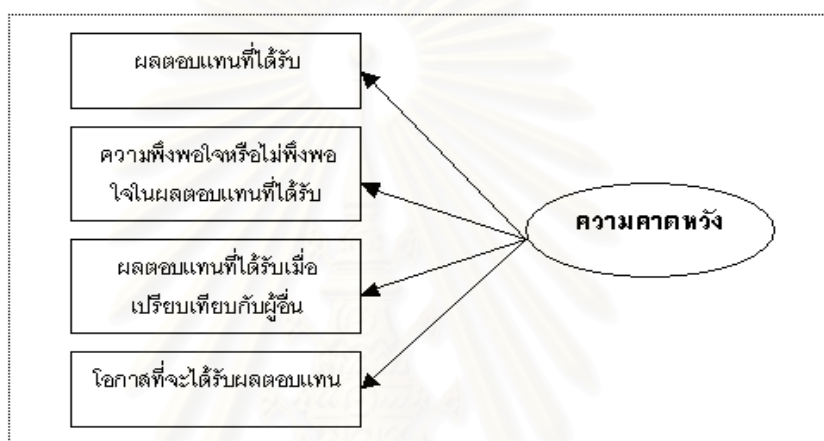 ผลตอบแทนที่ได้รับ
ความพึงพอใจหรือไม่พึงพอ
ใจในผลตอบแทนที่ได้รับ
ผลตอบแทนที่ได้รับเมื่อ
เปรียบเทียบกับผู้อื่น
โอกาสที่จะได้รับผลตอบแทน
ความคาดหวัง